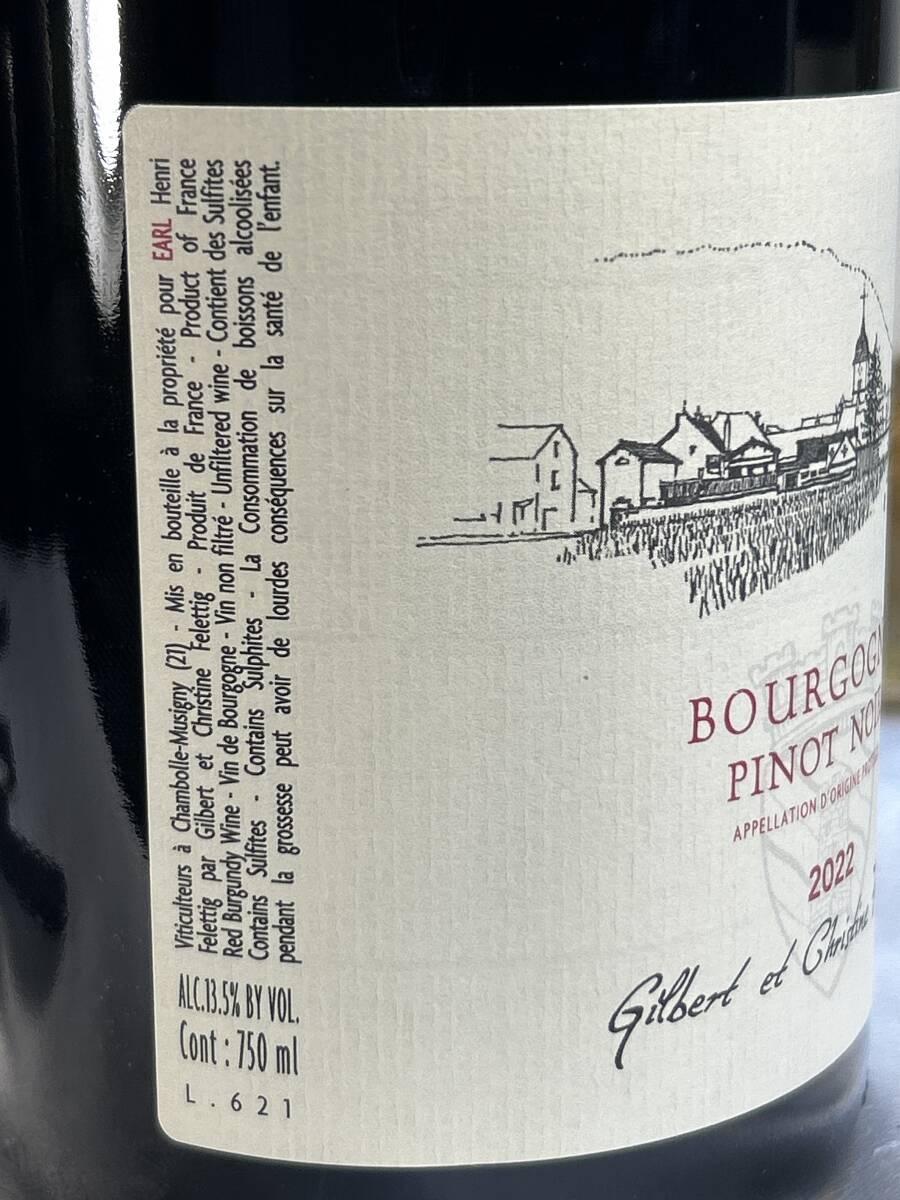 Viticulteurs à Chambolle-Musigny (21) - Mis en bouteille à la propriété pour EARL Henri
Felettig par Gilbert et Christine Felettig - Produit de France - Product of France
Red Burgundy Wine - Vin de Bourgogne - Vin non filtré - Unfiltered wine - Contient des Sulfites
Contains Sulfites - Contains Sulphites - La Consommation de boissons alcoolisées
pendant la grossesse peut avoir de lourdes conséquences sur la santé de l'enfant.
ALC.13.5% BY VOL.
Cont : 750 ml
L . 6 2 1
BOURGOGN
PINOT NOI
APPELLATION D'ORIGINE
2022
Gilbert et Christine